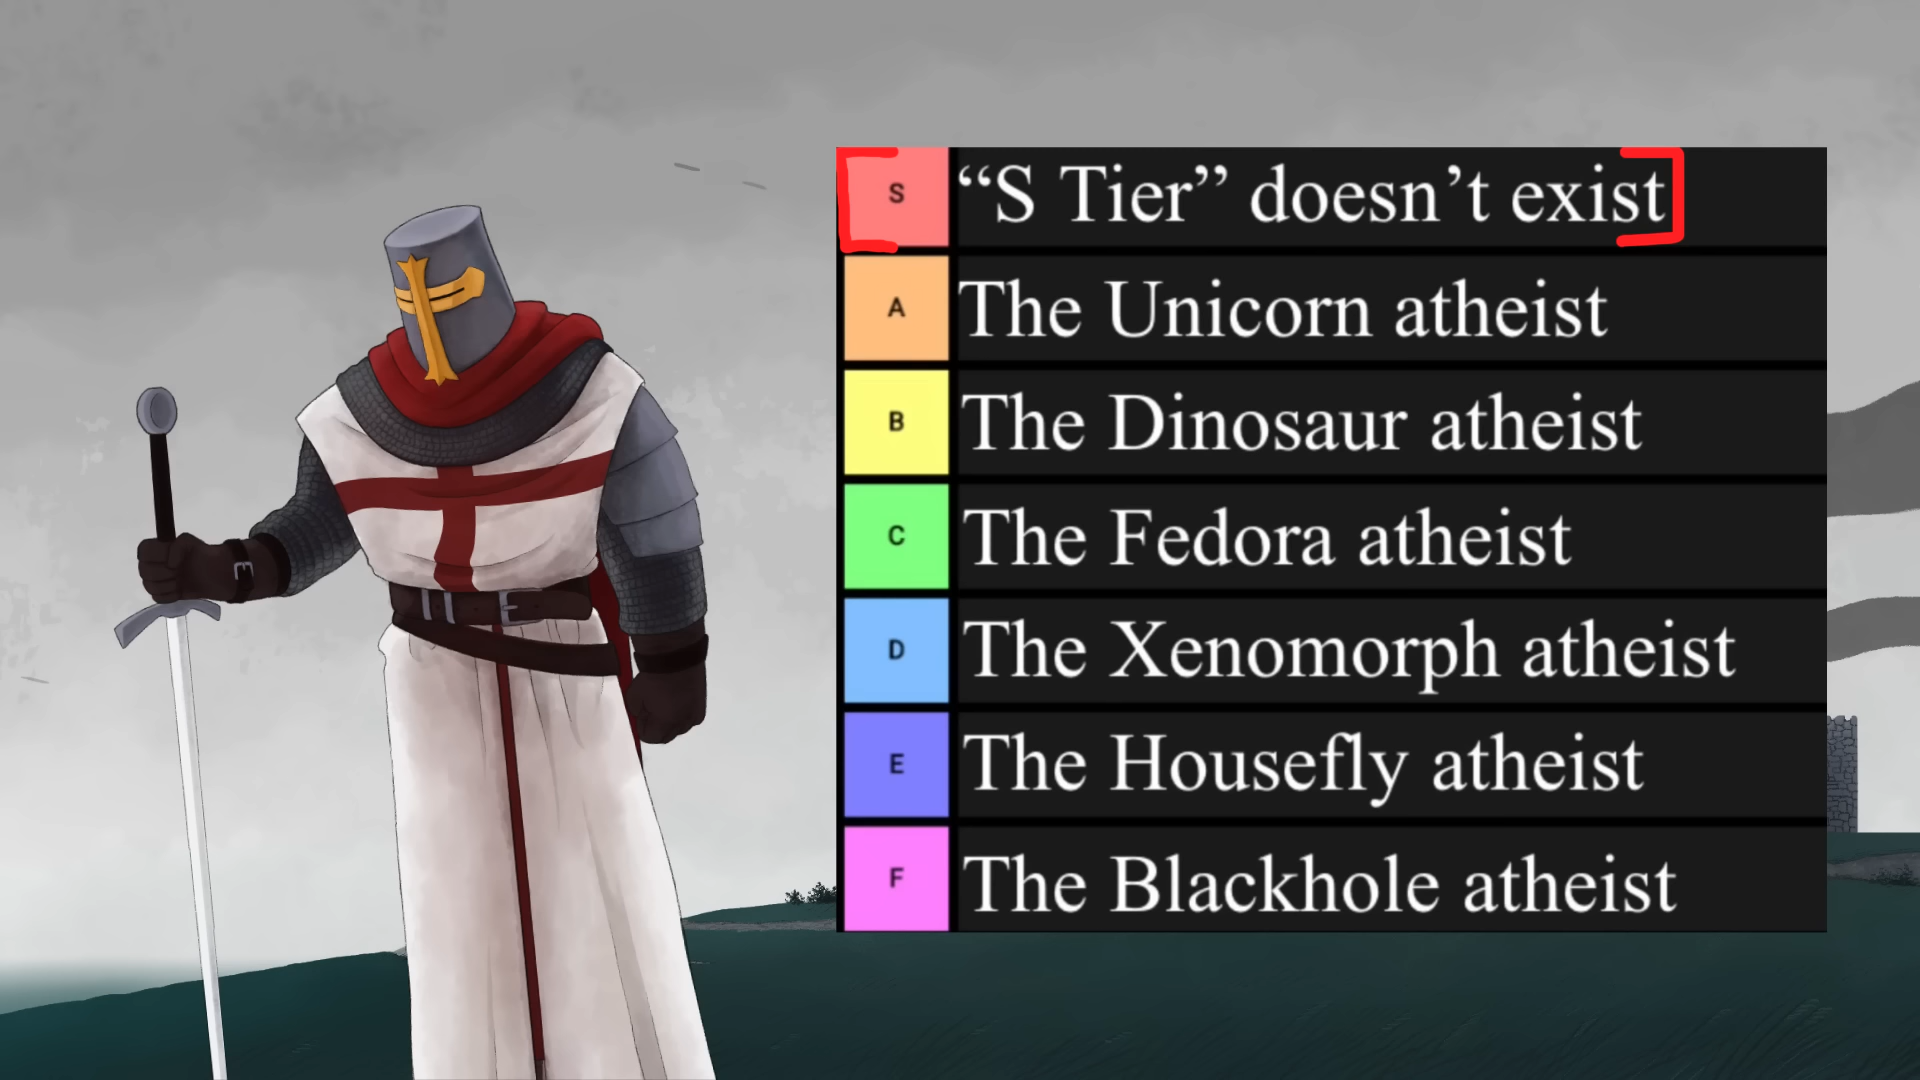 S “S Tier” doesn’t exist
A The Unicorn atheist
B The Dinosaur atheist
C The Fedora atheist
D The Xenomorph atheist
E The Housefly atheist
F The Blackhole atheist